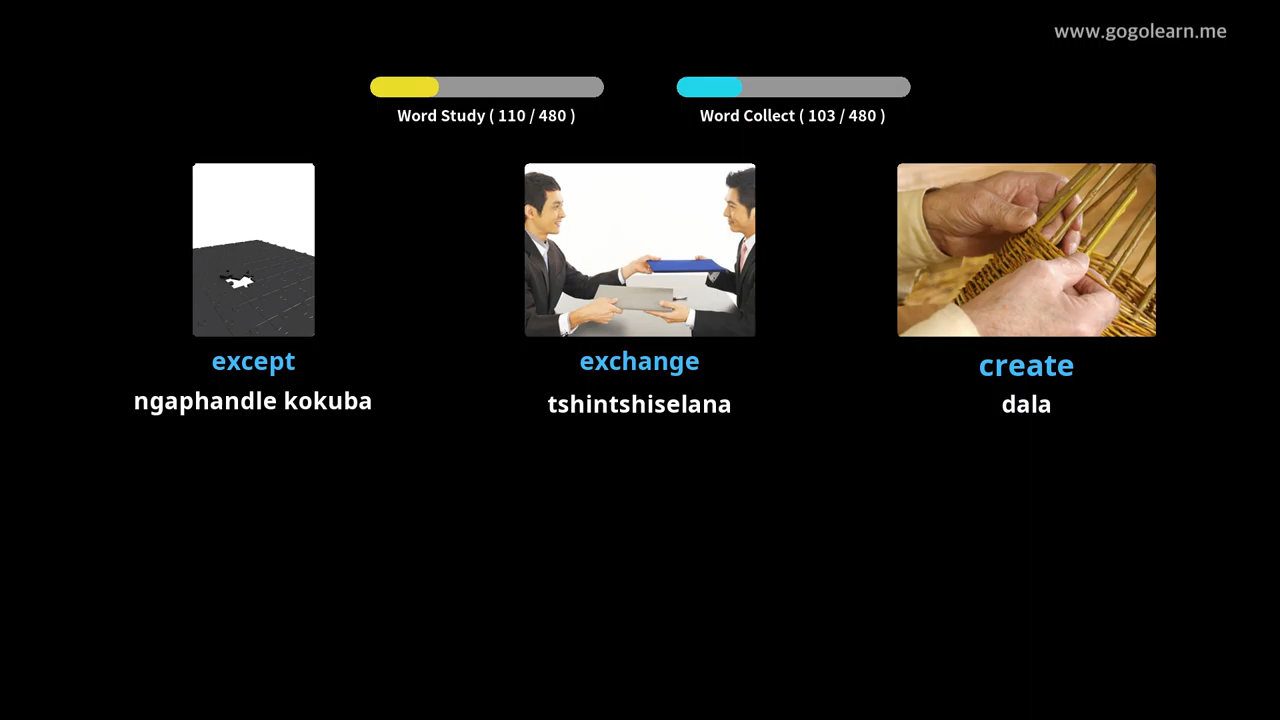 www.gogolearn.me
Word Study ( 110 / 480 )
Word Collect ( 103 / 480 )
except
exchange
create
ngaphandle kokuba
tshintshiselana
dala